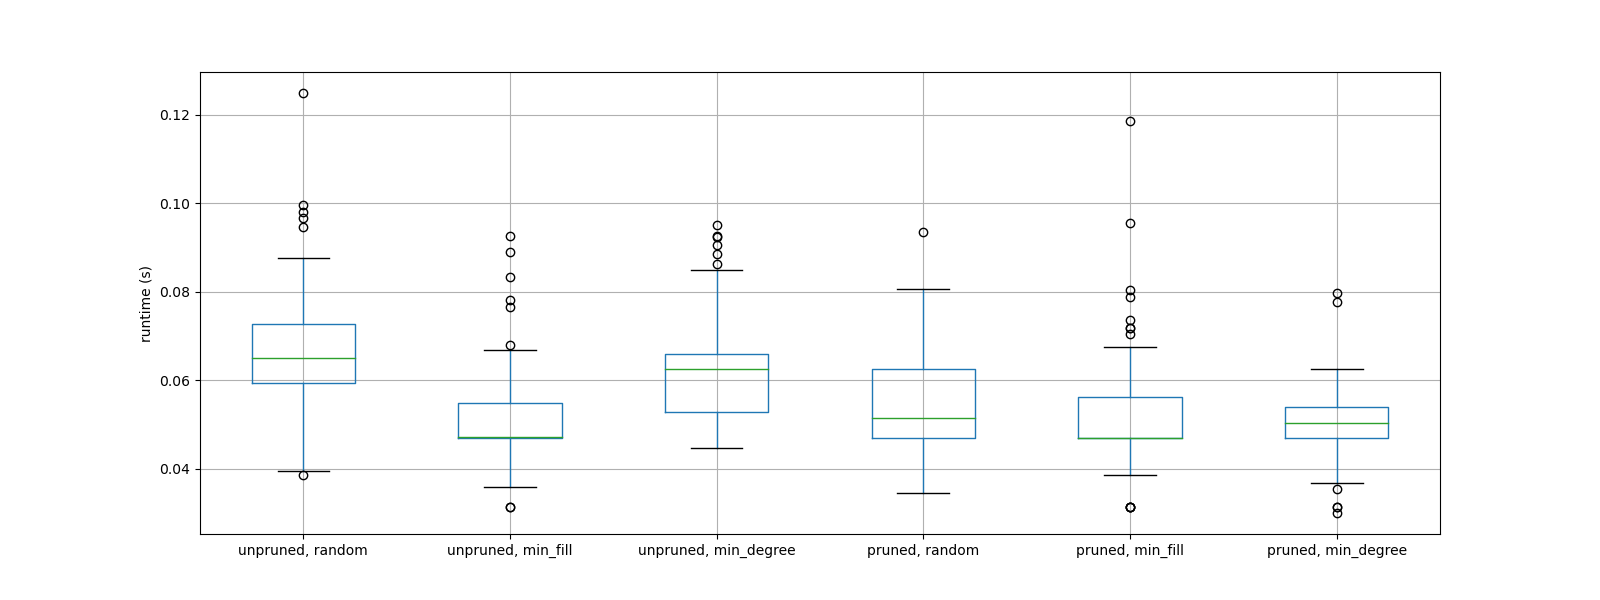 0.12
0.10
0.08
0.06
0.04
runtime (s)
unpruned, random
unpruned, min_fill
unpruned, min_degree
pruned, random
pruned, min_fill
pruned, min_degree